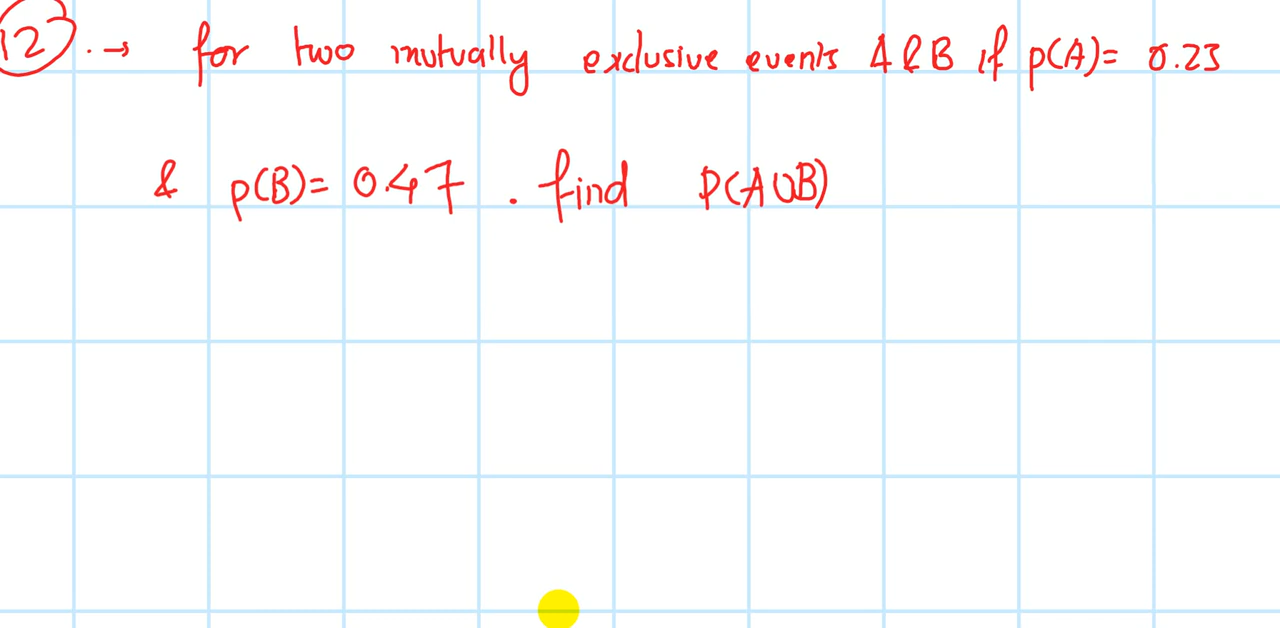 12 .→ for two mutually exclusive events A & B if p(A)= 0.23
& p(B)= 0.47 . find P(A∪B)